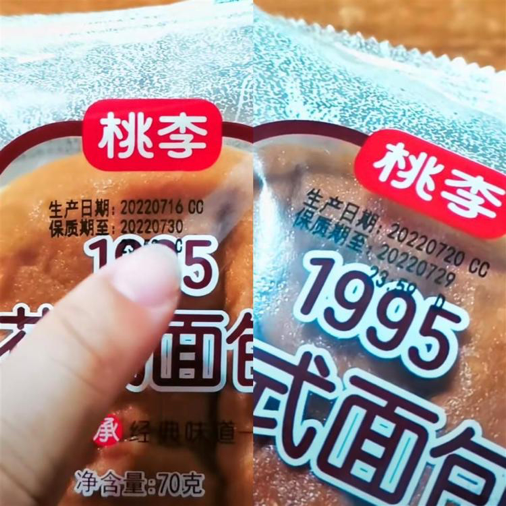 桃李
生产日期：20220716 CC
保质期至：20220730
1995
面包
承 经典味道
净含量：70克
桃李
生产日期：20220720 CC
保质期至：20220729
1995
式面包